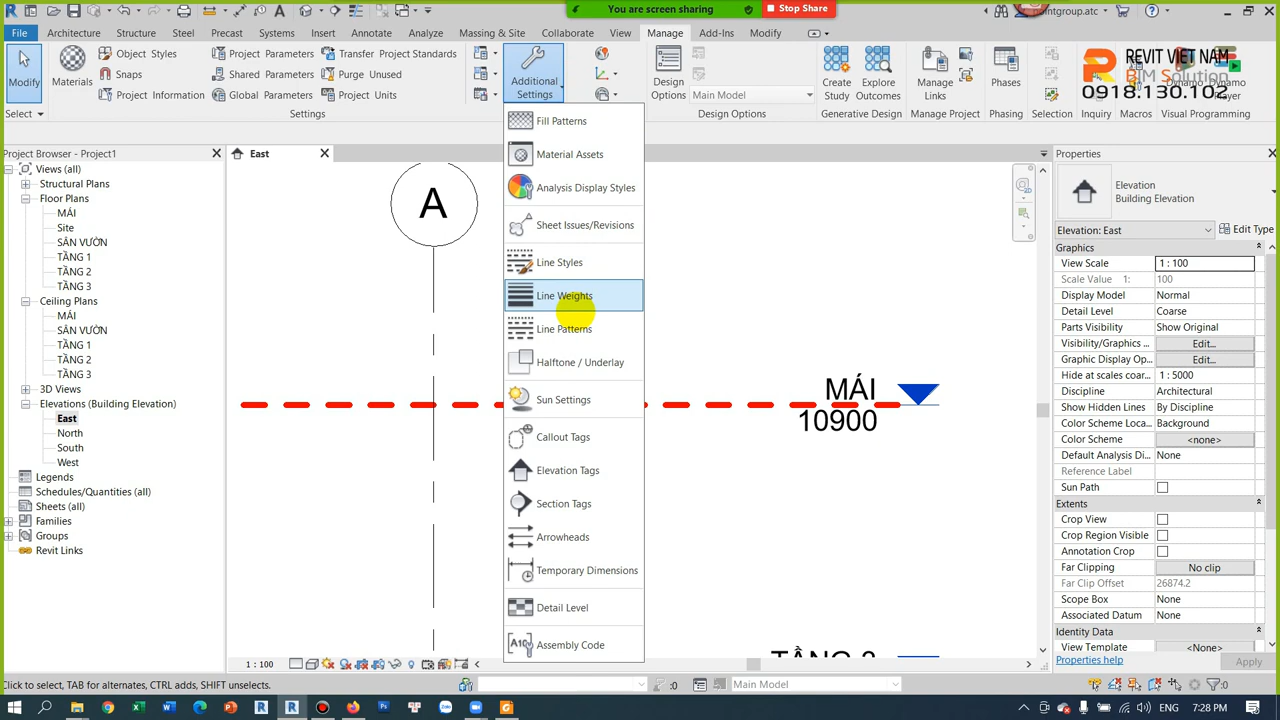 You are screen sharing
Stop Share
pointgroup.atc
File Architecture Structure Steel Precast Systems Insert Annotate Analyze Massing & Site Collaborate View Manage Add-Ins Modify
Modify
Select
Materials
Object Styles
Snaps
Project Information
Project Parameters
Shared Parameters
Global Parameters
Transfer Project Standards
Purge Unused
Project Units
Settings
Additional
Settings
Design
Options
Main Model
Design Options
Create
Study
Explore
Outcomes
Generative Design
Manage
Links
Manage Project
Phases
Phasing
Selection
Inquiry
Macros
Visual Programming
REVIT VIET NAM
BIM Solution
0918.130.102
Project Browser - Project1
Views (all)
Structural Plans
Floor Plans
MÁI
Site
SÂN VƯỜN
TẦNG 1
TẦNG 2
TẦNG 3
Ceiling Plans
MÁI
SÂN VƯỜN
TẦNG 1
TẦNG 2
TẦNG 3
3D Views
Elevations (Building Elevation)
East
North
South
West
Legends
Schedules/Quantities (all)
Sheets (all)
Families
Groups
Revit Links
East
A
Fill Patterns
Material Assets
Analysis Display Styles
Sheet Issues/Revisions
Line Styles
Line Weights
Line Patterns
Halftone / Underlay
Sun Settings
Callout Tags
Elevation Tags
Section Tags
Arrowheads
Temporary Dimensions
Detail Level
Assembly Code
MÁI
10900
Properties
Elevation
Building Elevation
Elevation: East
Edit Type
Graphics
View Scale 1 : 100
Scale Value 1: 100
Display Model Normal
Detail Level Coarse
Parts Visibility Show Original
Visibility/Graphics Edit...
Graphic Display Op... Edit...
Hide at scales coar... 1 : 5000
Discipline Architectural
Show Hidden Lines By Discipline
Color Scheme Loca... Background
Color Scheme <none>
Default Analysis Di... None
Reference Label
Sun Path
Extents
Crop View
Crop Region Visible
Annotation Crop
Far Clipping No clip
Far Clip Offset 26874.2
Scope Box None
Associated Datum None
Identity Data
View Template <None>
Properties help
Apply
1 : 100
Click to select, TAB for alternates, CTRL adds, SHIFT unselects.
:0
Main Model
:0
ENG
7:28 PM